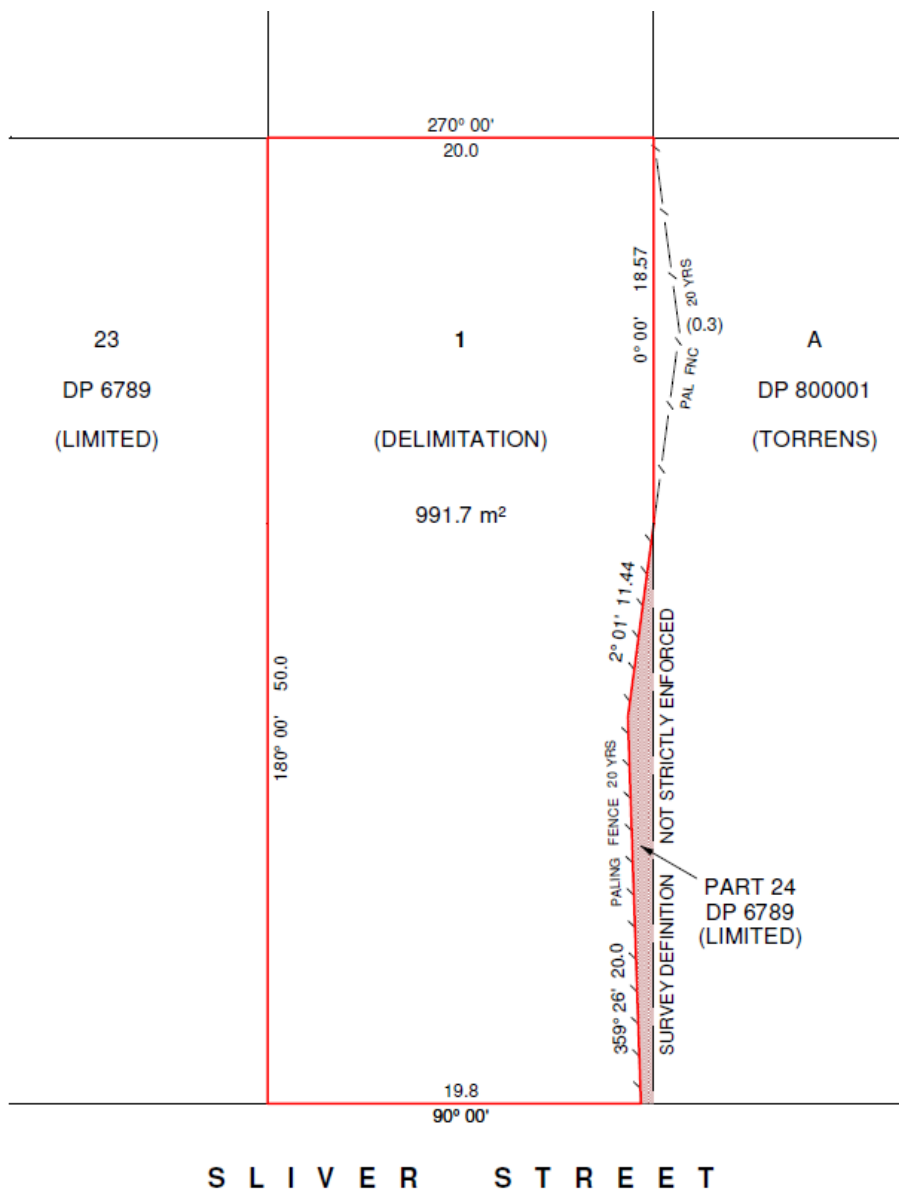 270° 00'
20.0
23
DP 6789
(LIMITED)
1
(DELIMITATION)
991.7 m²
0° 00' 18.57
PAL FNC 20 YRS
(0.3)
A
DP 800001
(TORRENS)
180° 00' 50.0
2° 01' 11.44
PALING FENCE 20 YRS
359° 26' 20.0
SURVEY DEFINITION NOT STRICTLY ENFORCED
PART 24
DP 6789
(LIMITED)
19.8
90° 00'
SLIVER STREET